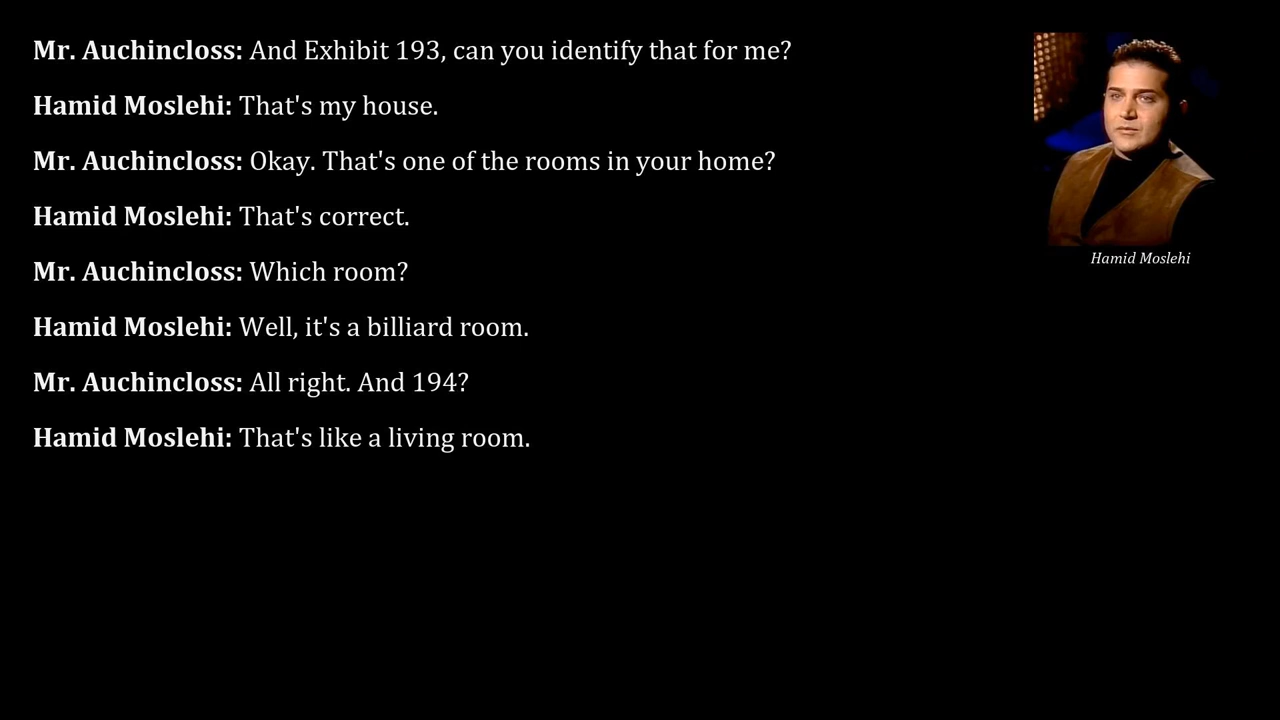 Mr. Auchincloss: And Exhibit 193, can you identify that for me?
Hamid Moslehi: That's my house.
Mr. Auchincloss: Okay. That's one of the rooms in your home?
Hamid Moslehi: That's correct.
Mr. Auchincloss: Which room?
Hamid Moslehi: Well, it's a billiard room.
Mr. Auchincloss: All right. And 194?
Hamid Moslehi: That's like a living room.
Hamid Moslehi